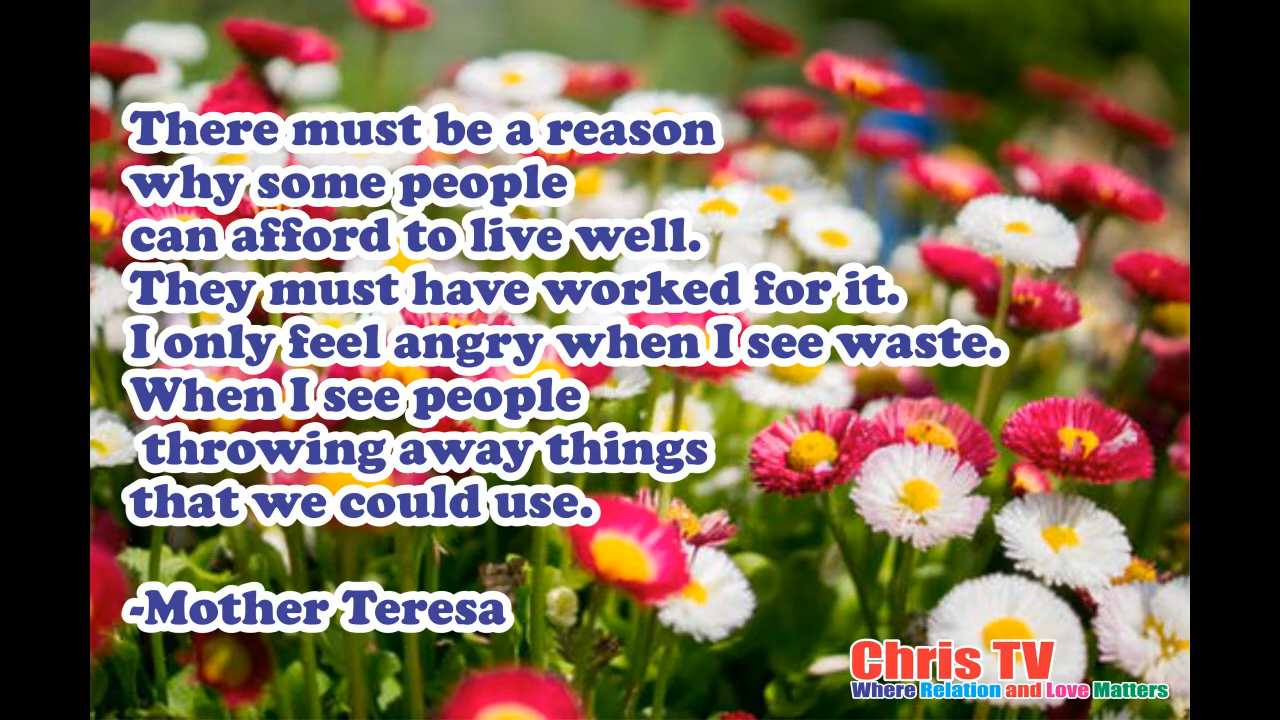 There must be a reason
why some people
can afford to live well.
They must have worked for it.
I only feel angry when I see waste.
When I see people
throwing away things
that we could use.
-Mother Teresa
Chris TV
Where Relation and Love Matters